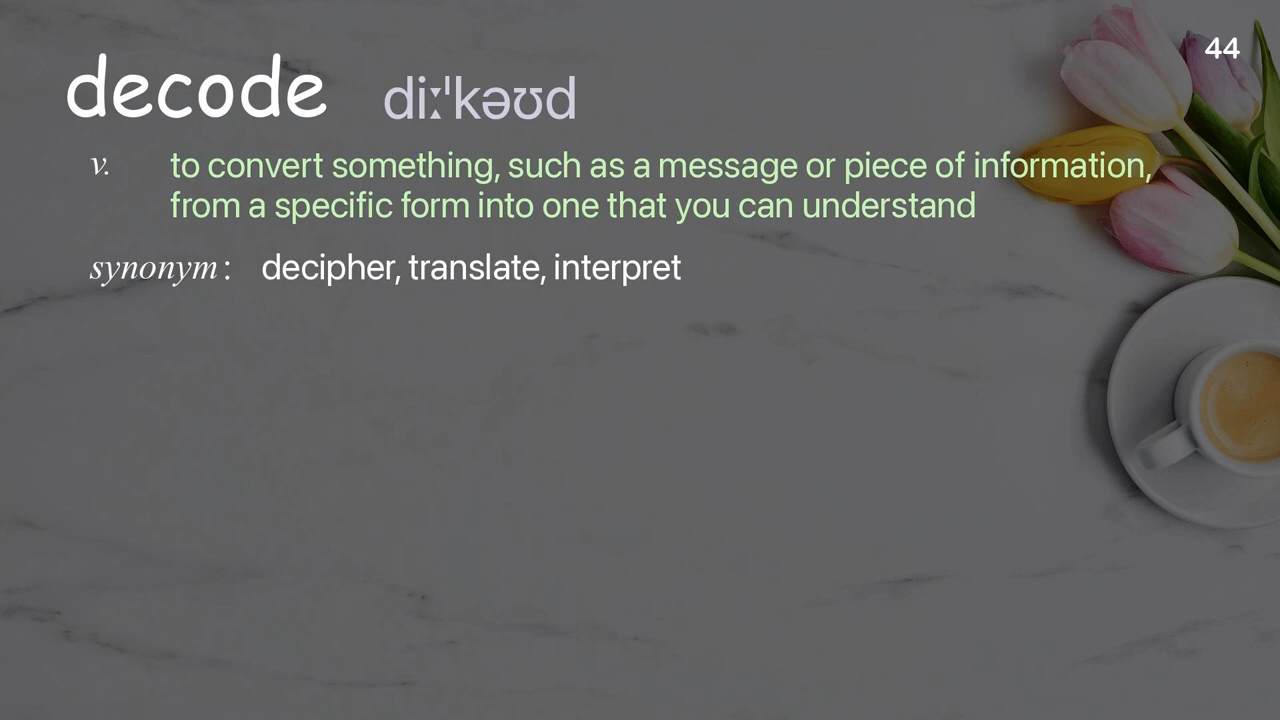 44
decode diːˈkəʊd
v. to convert something, such as a message or piece of information,
from a specific form into one that you can understand
synonym: decipher, translate, interpret